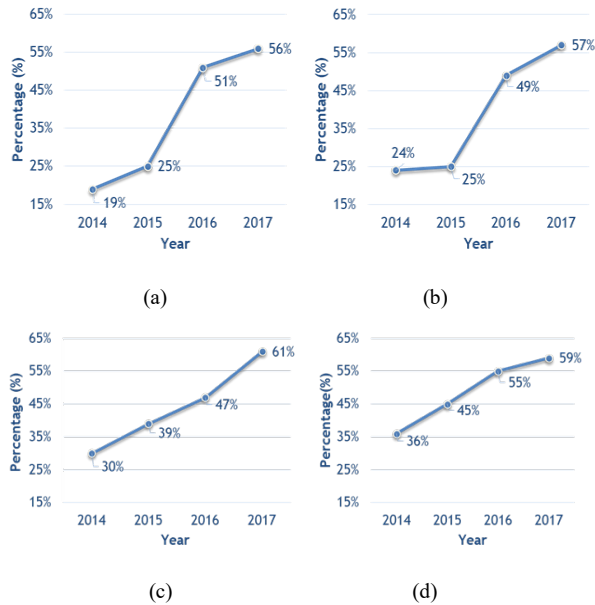 65%
55%
45%
35%
25%
15%
Percentage (%)
19%
25%
51%
56%
2014 2015 2016 2017
Year
(a)
65%
55%
45%
35%
25%
15%
Percentage (%)
24%
25%
49%
57%
2014 2015 2016 2017
Year
(b)
65%
55%
45%
35%
25%
15%
Percentage (%)
30%
39%
47%
61%
2014 2015 2016 2017
Year
(c)
65%
55%
45%
35%
25%
15%
Percentage(%)
36%
45%
55%
59%
2014 2015 2016 2017
Year
(d)